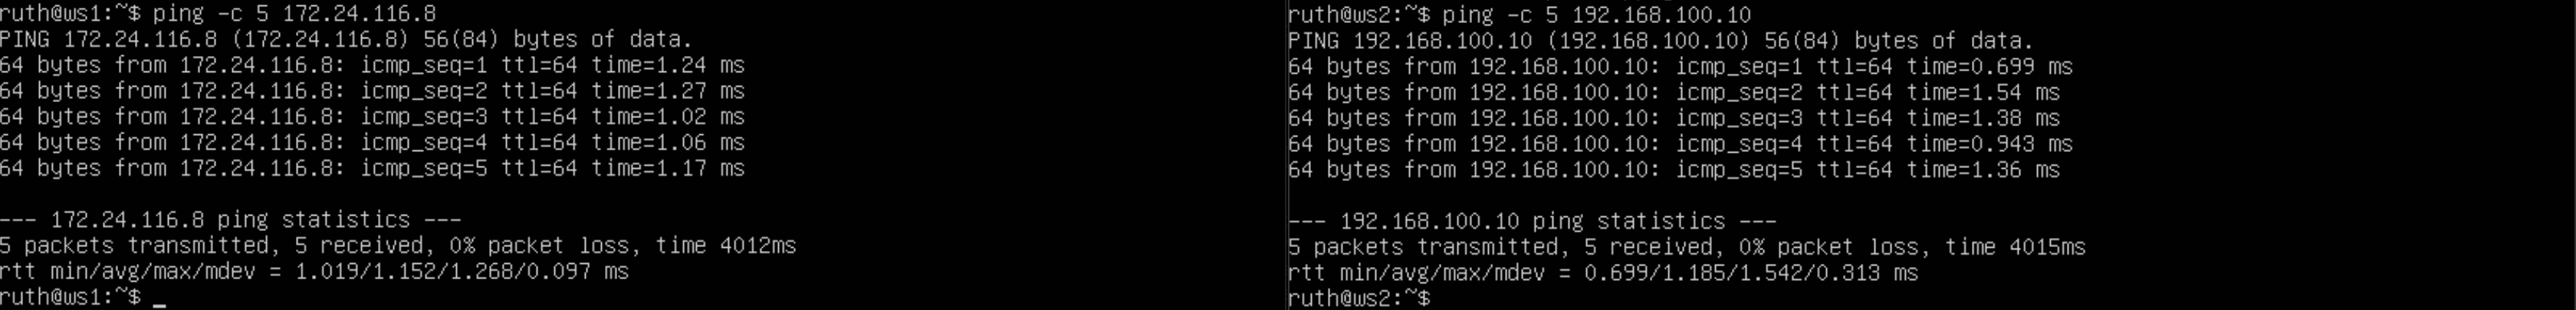 ruth@ws1:~$ ping -c 5 172.24.116.8
PING 172.24.116.8 (172.24.116.8) 56(84) bytes of data.
64 bytes from 172.24.116.8: icmp_seq=1 ttl=64 time=1.24 ms
64 bytes from 172.24.116.8: icmp_seq=2 ttl=64 time=1.27 ms
64 bytes from 172.24.116.8: icmp_seq=3 ttl=64 time=1.02 ms
64 bytes from 172.24.116.8: icmp_seq=4 ttl=64 time=1.06 ms
64 bytes from 172.24.116.8: icmp_seq=5 ttl=64 time=1.17 ms
--- 172.24.116.8 ping statistics ---
5 packets transmitted, 5 received, 0% packet loss, time 4012ms
rtt min/avg/max/mdev = 1.019/1.152/1.268/0.097 ms
ruth@ws1:~$ _
ruth@ws2:~$ ping -c 5 192.168.100.10
PING 192.168.100.10 (192.168.100.10) 56(84) bytes of data.
64 bytes from 192.168.100.10: icmp_seq=1 ttl=64 time=0.699 ms
64 bytes from 192.168.100.10: icmp_seq=2 ttl=64 time=1.54 ms
64 bytes from 192.168.100.10: icmp_seq=3 ttl=64 time=1.38 ms
64 bytes from 192.168.100.10: icmp_seq=4 ttl=64 time=0.943 ms
64 bytes from 192.168.100.10: icmp_seq=5 ttl=64 time=1.36 ms
--- 192.168.100.10 ping statistics ---
5 packets transmitted, 5 received, 0% packet loss, time 4015ms
rtt min/avg/max/mdev = 0.699/1.185/1.542/0.313 ms
ruth@ws2:~$